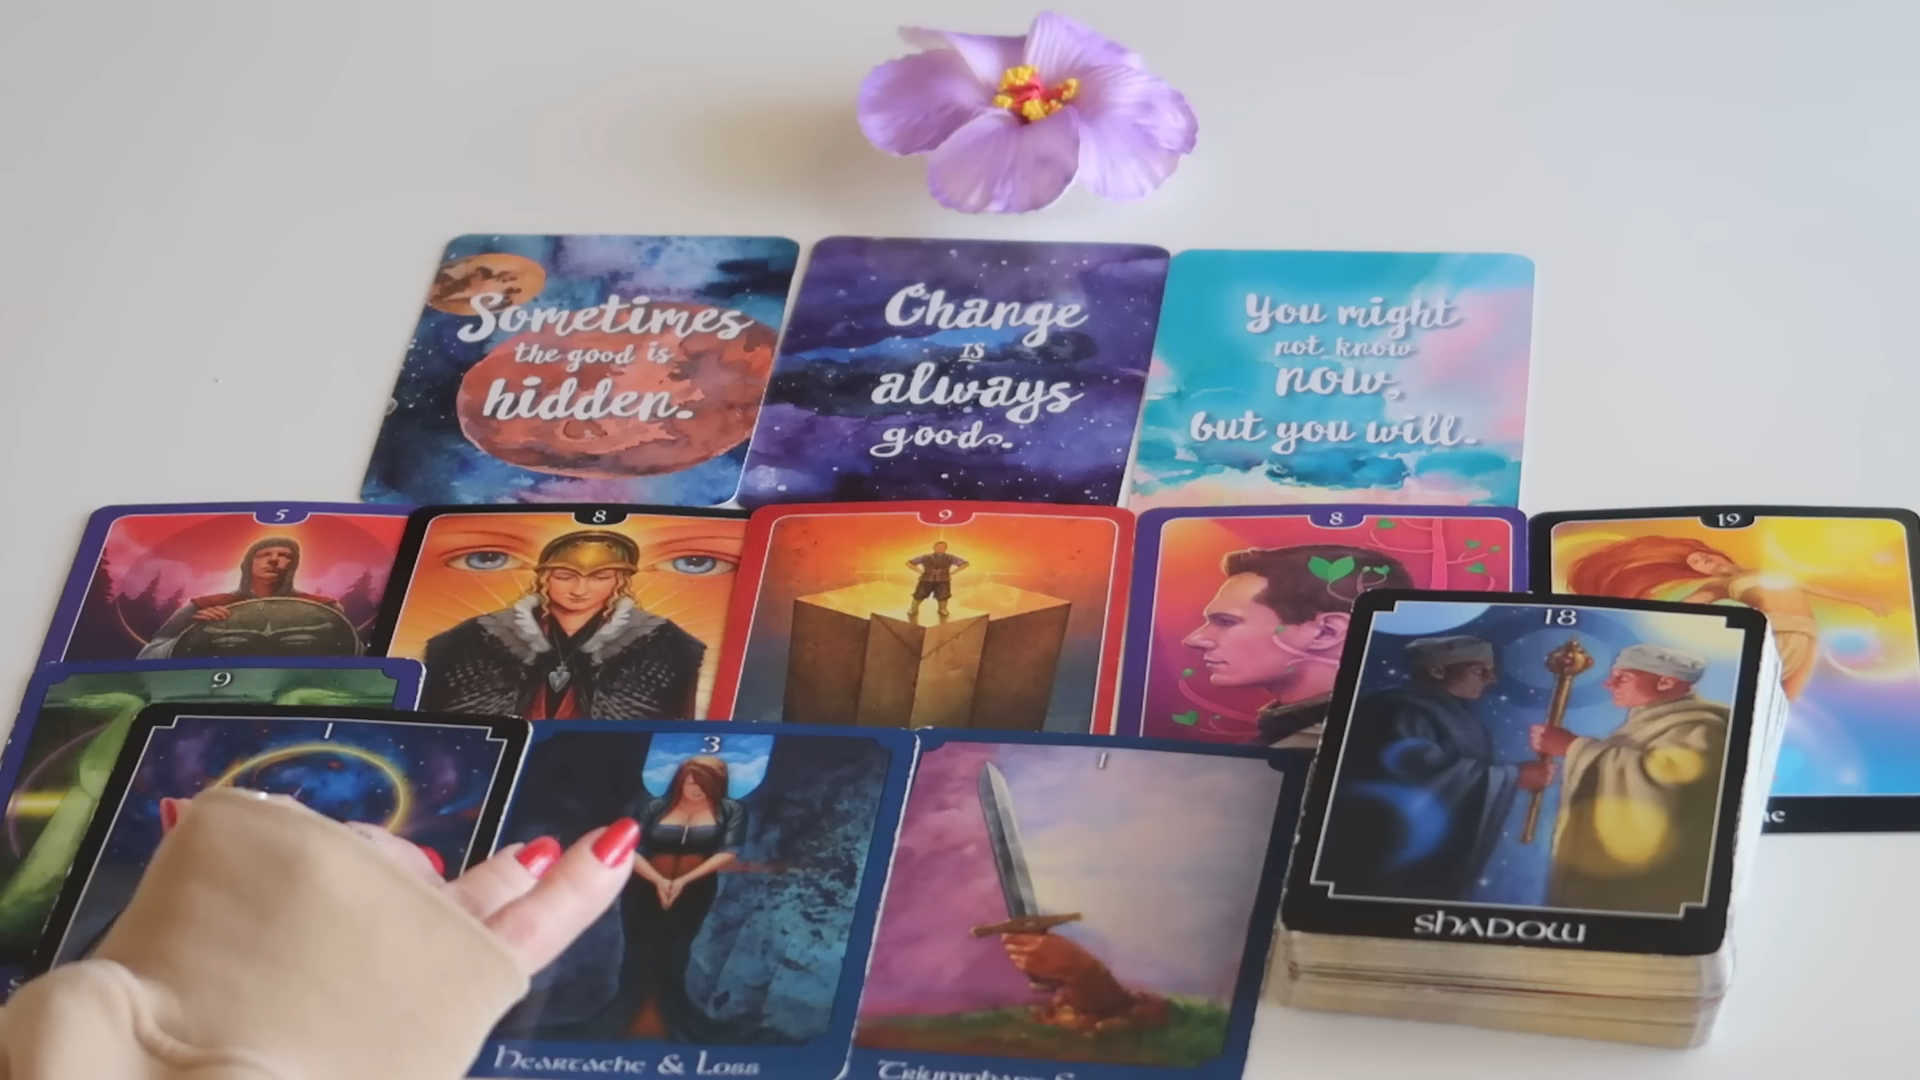 Sometimes
the good is
hidden.
Change
is
always
good.
You might
not know
now,
but you will.
5
8
9
8
19
18
9
1
3
1
Shadow
Heartache & Loss